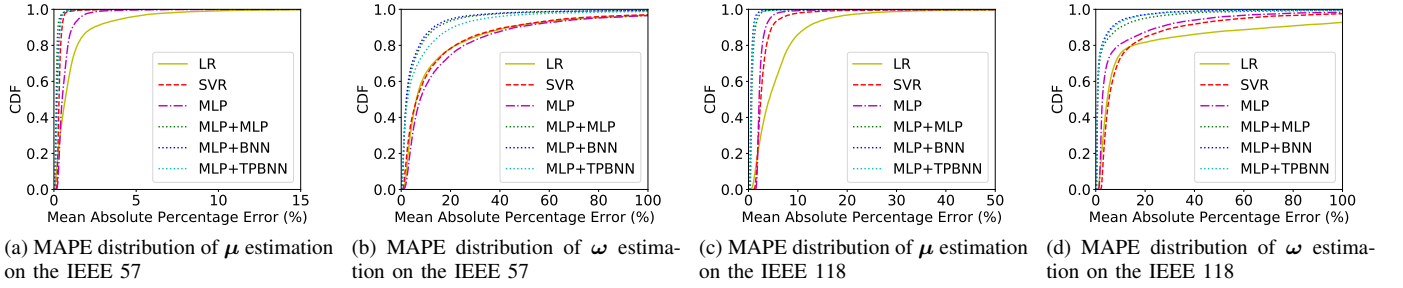 1.0
0.8
0.6
0.4
0.2
0.0
CDF
LR
SVR
MLP
MLP+MLP
MLP+BNN
MLP+TPBNN
0 5 10 15
Mean Absolute Percentage Error (%)
(a) MAPE distribution of μ estimation
on the IEEE 57
1.0
0.8
0.6
0.4
0.2
0.0
CDF
LR
SVR
MLP
MLP+MLP
MLP+BNN
MLP+TPBNN
0 20 40 60 80 100
Mean Absolute Percentage Error (%)
(b) MAPE distribution of ω estima-
tion on the IEEE 57
1.0
0.8
0.6
0.4
0.2
0.0
CDF
LR
SVR
MLP
MLP+MLP
MLP+BNN
MLP+TPBNN
0 10 20 30 40 50
Mean Absolute Percentage Error (%)
(c) MAPE distribution of μ estimation
on the IEEE 118
1.0
0.8
0.6
0.4
0.2
0.0
CDF
LR
SVR
MLP
MLP+MLP
MLP+BNN
MLP+TPBNN
0 20 40 60 80 100
Mean Absolute Percentage Error (%)
(d) MAPE distribution of ω estima-
tion on the IEEE 118